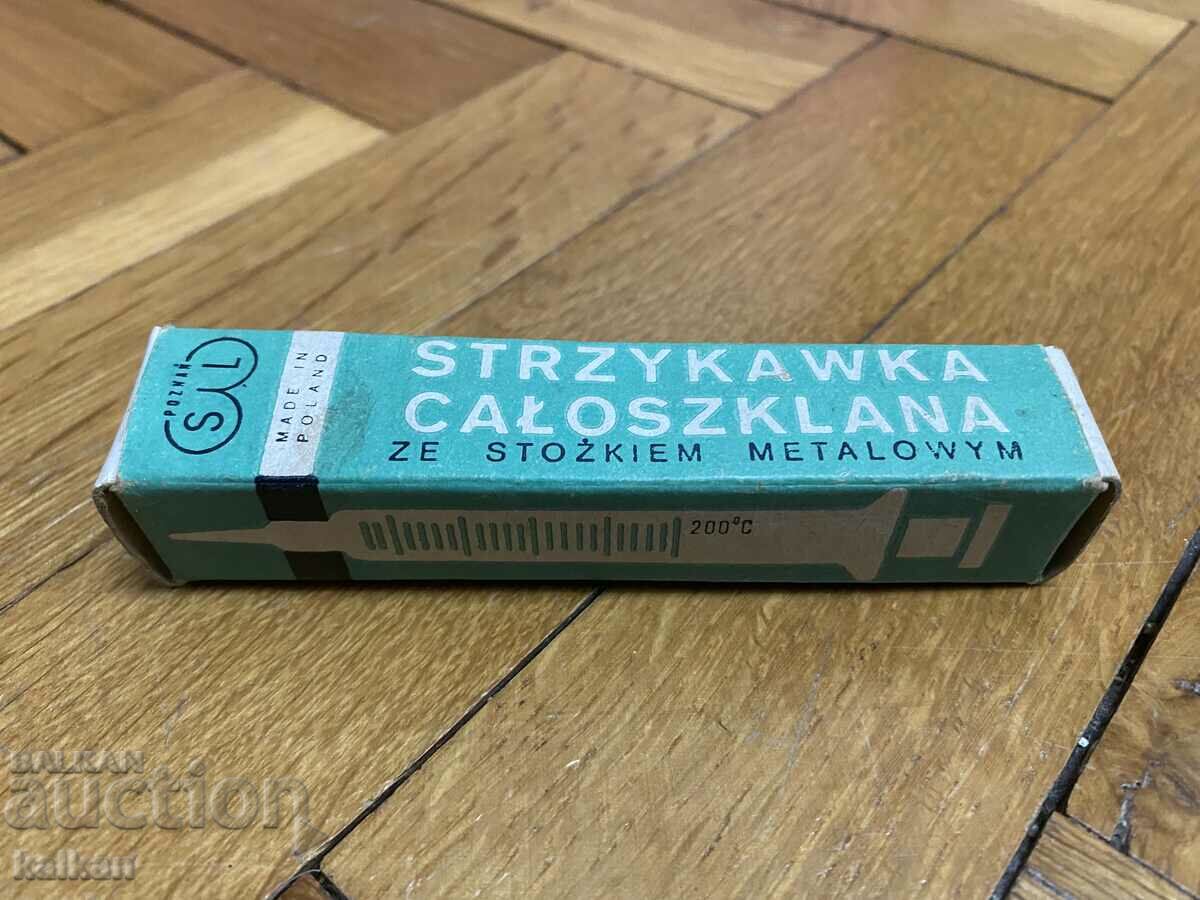 POZNAŃ
S L
MADE IN
POLAND
STRZYKAWKA
CAŁOSZKLANA
ZE STOŻKIEM METALOWYM
200°C
BALKAN
auction
kalkan